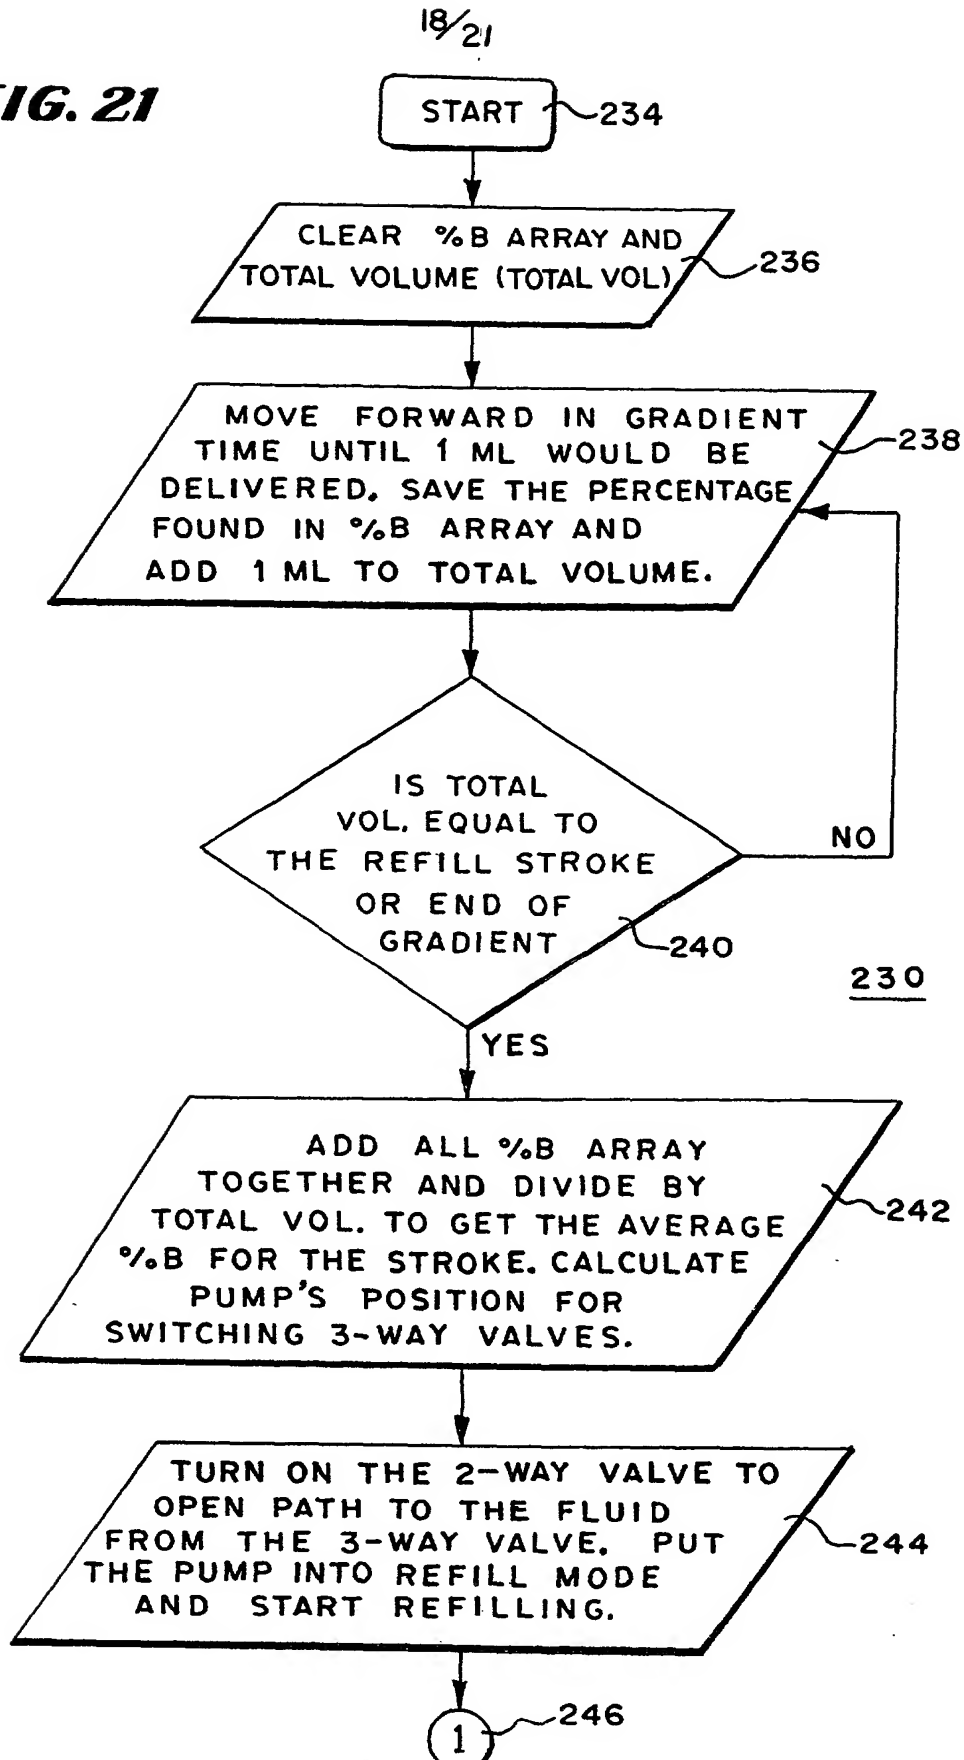 18/21
FIG. 21
START
234
CLEAR %B ARRAY AND
TOTAL VOLUME (TOTAL VOL)
236
MOVE FORWARD IN GRADIENT
TIME UNTIL 1 ML WOULD BE
DELIVERED. SAVE THE PERCENTAGE
FOUND IN %B ARRAY AND
ADD 1 ML TO TOTAL VOLUME.
238
IS TOTAL
VOL. EQUAL TO
THE REFILL STROKE
OR END OF
GRADIENT
240
NO
230
YES
ADD ALL %B ARRAY
TOGETHER AND DIVIDE BY
TOTAL VOL. TO GET THE AVERAGE
%B FOR THE STROKE. CALCULATE
PUMP'S POSITION FOR
SWITCHING 3-WAY VALVES.
242
TURN ON THE 2-WAY VALVE TO
OPEN PATH TO THE FLUID
FROM THE 3-WAY VALVE. PUT
THE PUMP INTO REFILL MODE
AND START REFILLING.
244
1
246